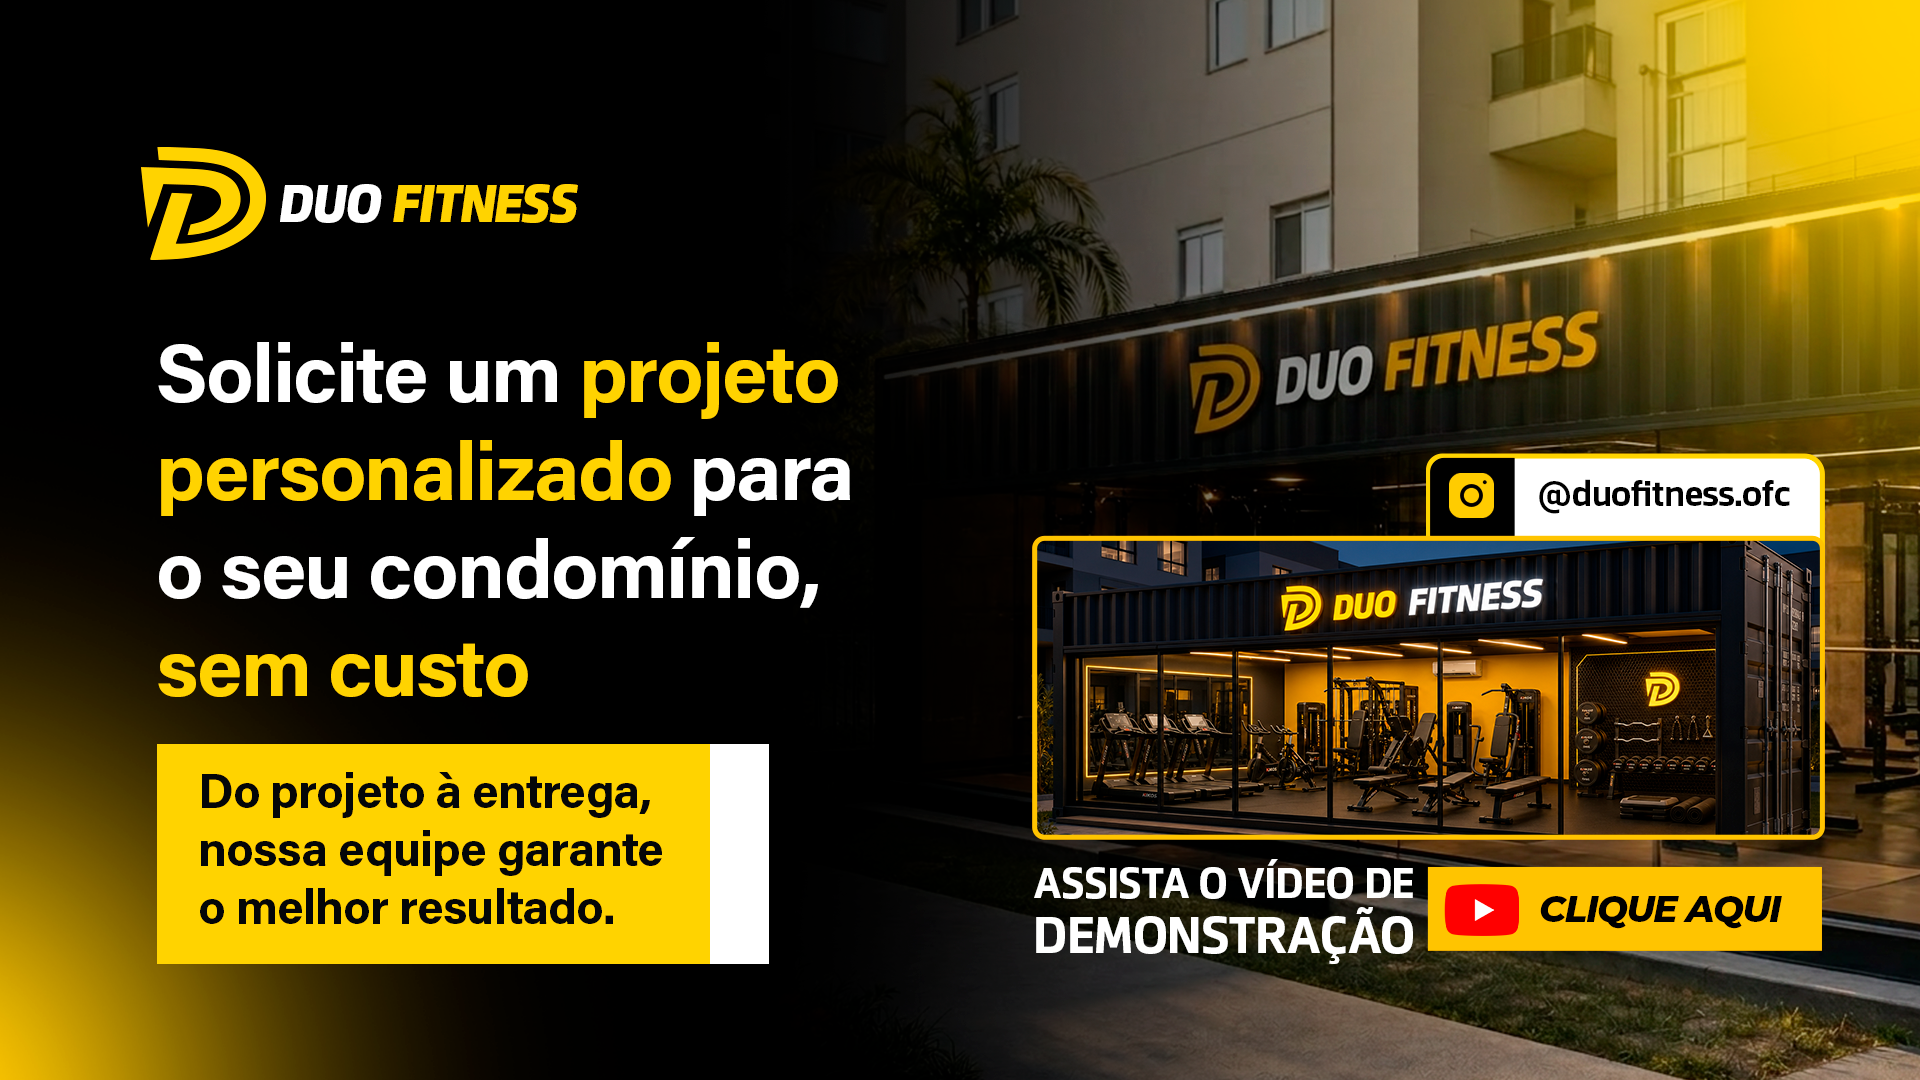 DUO FITNESS
Solicite um projeto
personalizado para
o seu condomínio,
sem custo
Do projeto à entrega,
nossa equipe garante
o melhor resultado.
DUO FITNESS
@duofitness.ofc
DUO FITNESS
ASSISTA O VÍDEO DE
DEMONSTRAÇÃO
CLIQUE AQUI